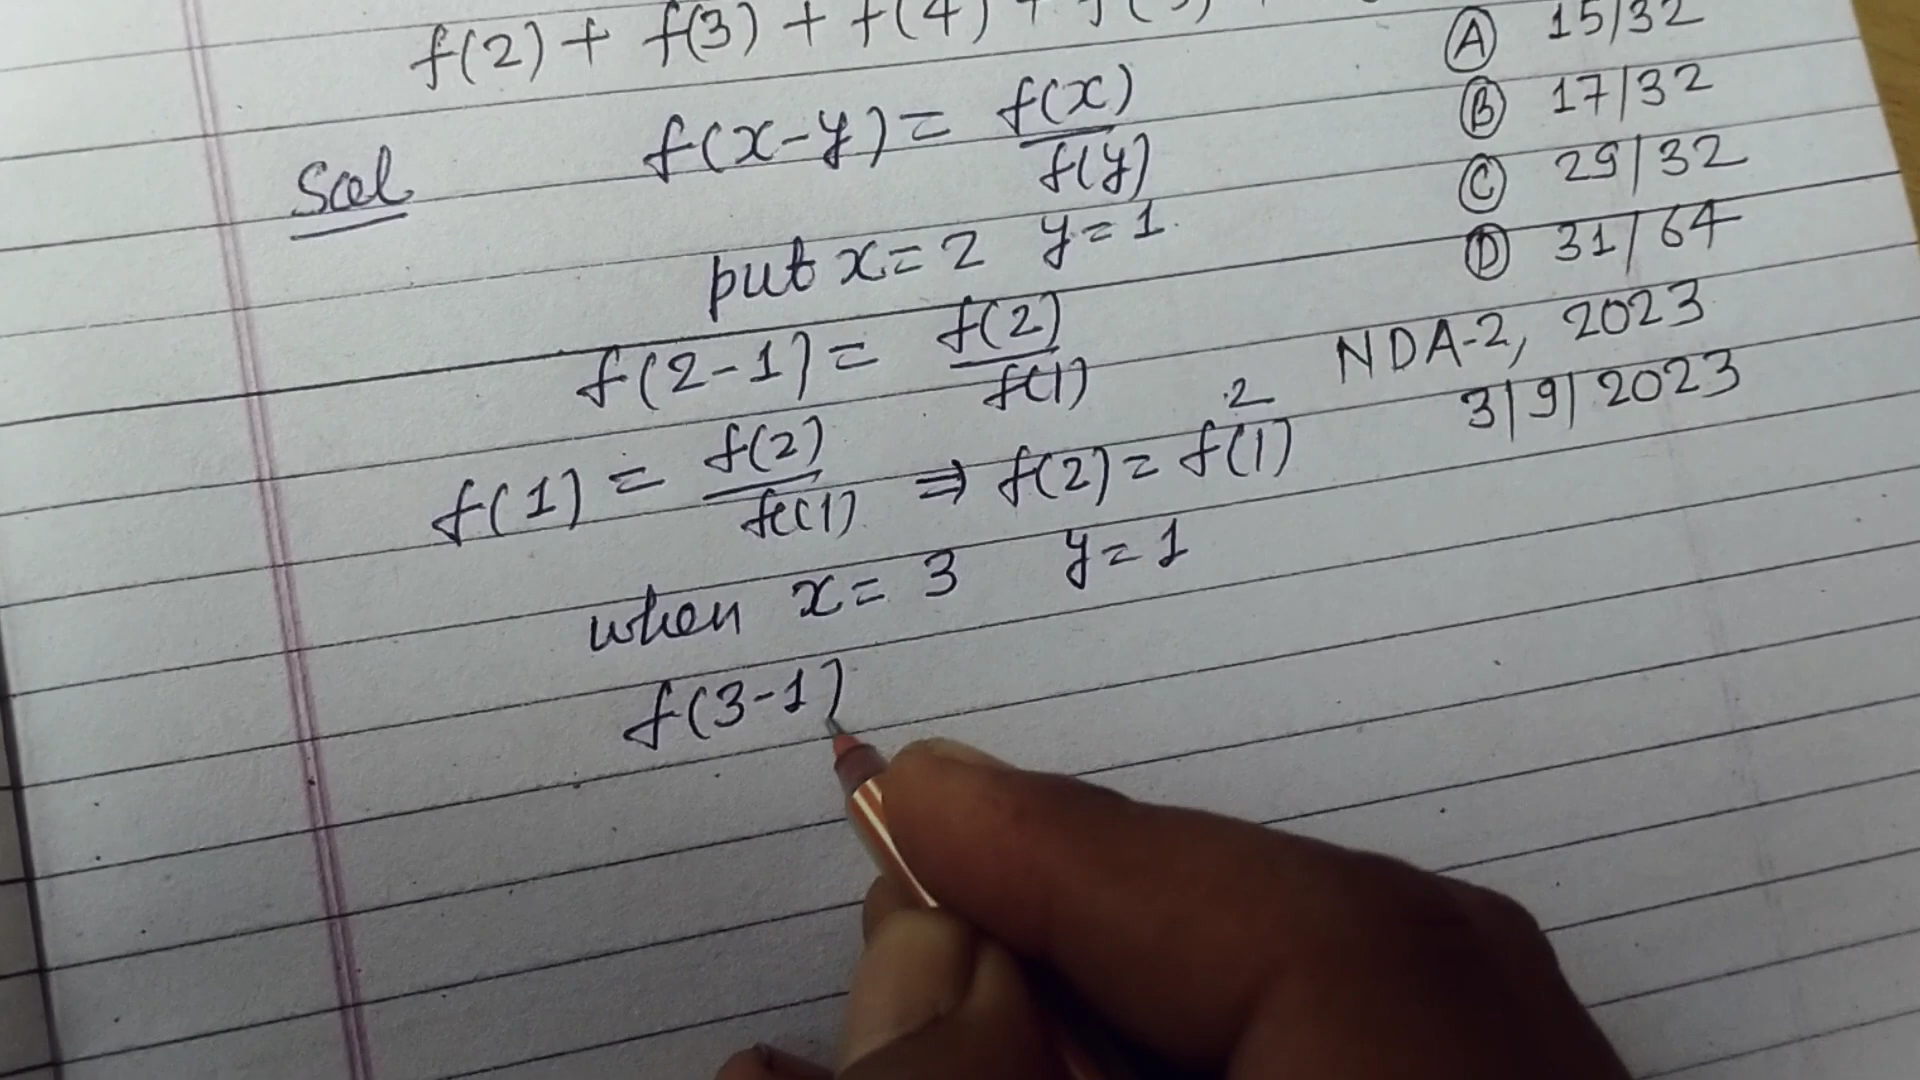 f(2) + f(3) + f(4) + f(
Sol f(x-y) = f(x)/f(y)
put x = 2 y = 1
f(2-1) = f(2)/f(1)
f(1) = f(2)/f(1) ⇒ f(2) = f(1)²
when x = 3 y = 1
f(3-1)
(A) 15/32
(B) 17/32
(C) 29/32
(D) 31/64
NDA-2, 2023
3/9/2023